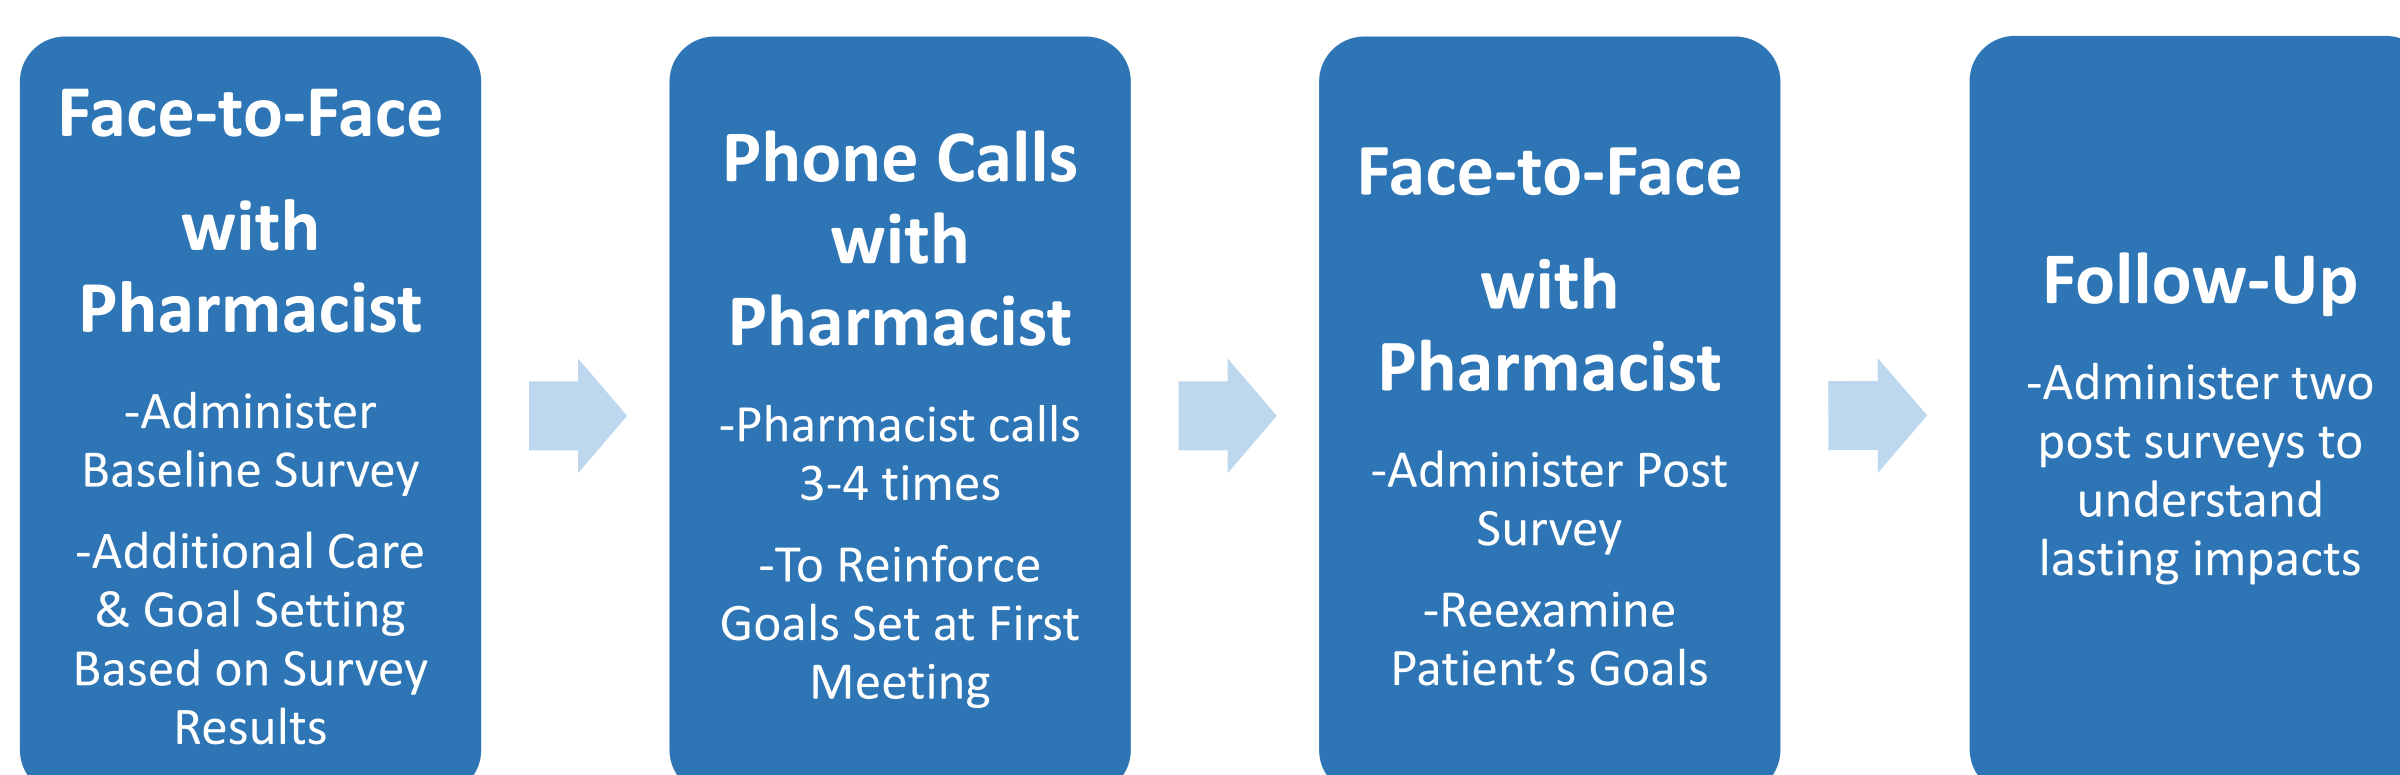 Face-to-Face
with
Pharmacist
-Administer
Baseline Survey
-Additional Care
& Goal Setting
Based on Survey
Results
Phone Calls
with
Pharmacist
-Pharmacist calls
3-4 times
-To Reinforce
Goals Set at First
Meeting
Face-to-Face
with
Pharmacist
-Administer Post
Survey
-Reexamine
Patient’s Goals
Follow-Up
-Administer two
post surveys to
understand
lasting impacts